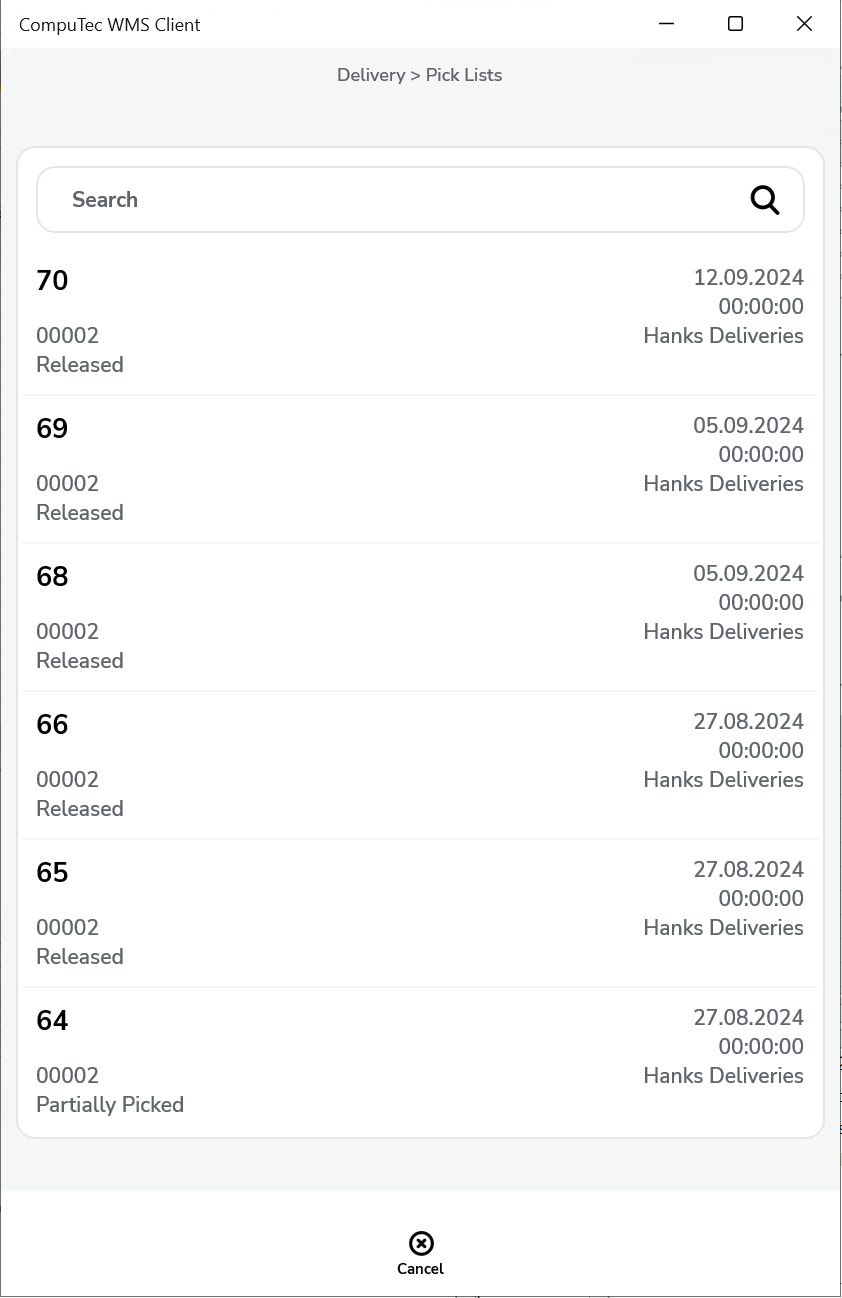 CompuTec WMS Client
Delivery > Pick Lists
Search
70
12.09.2024
00:00:00
00002
Hanks Deliveries
Released
69
05.09.2024
00:00:00
00002
Hanks Deliveries
Released
68
05.09.2024
00:00:00
00002
Hanks Deliveries
Released
66
27.08.2024
00:00:00
00002
Hanks Deliveries
Released
65
27.08.2024
00:00:00
00002
Hanks Deliveries
Released
64
27.08.2024
00:00:00
00002
Hanks Deliveries
Partially Picked
Cancel